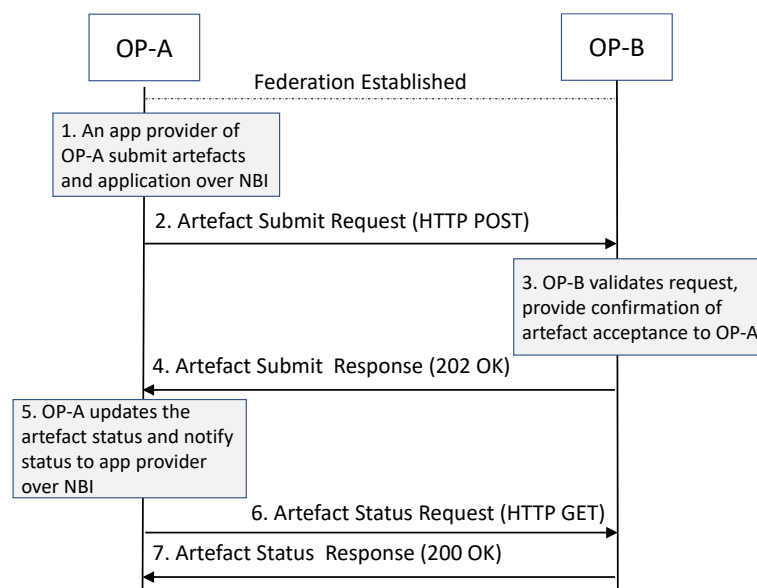 OP-A
OP-B
Federation Established
1. An app provider of
OP-A submit artefacts
and application over NBI
2. Artefact Submit Request (HTTP POST)
3. OP-B validates request,
provide confirmation of
artefact acceptance to OP-A
4. Artefact Submit  Response (202 OK)
5. OP-A updates the
artefact status and notify
status to app provider
over NBI
6. Artefact Status Request (HTTP GET)
7. Artefact Status  Response (200 OK)